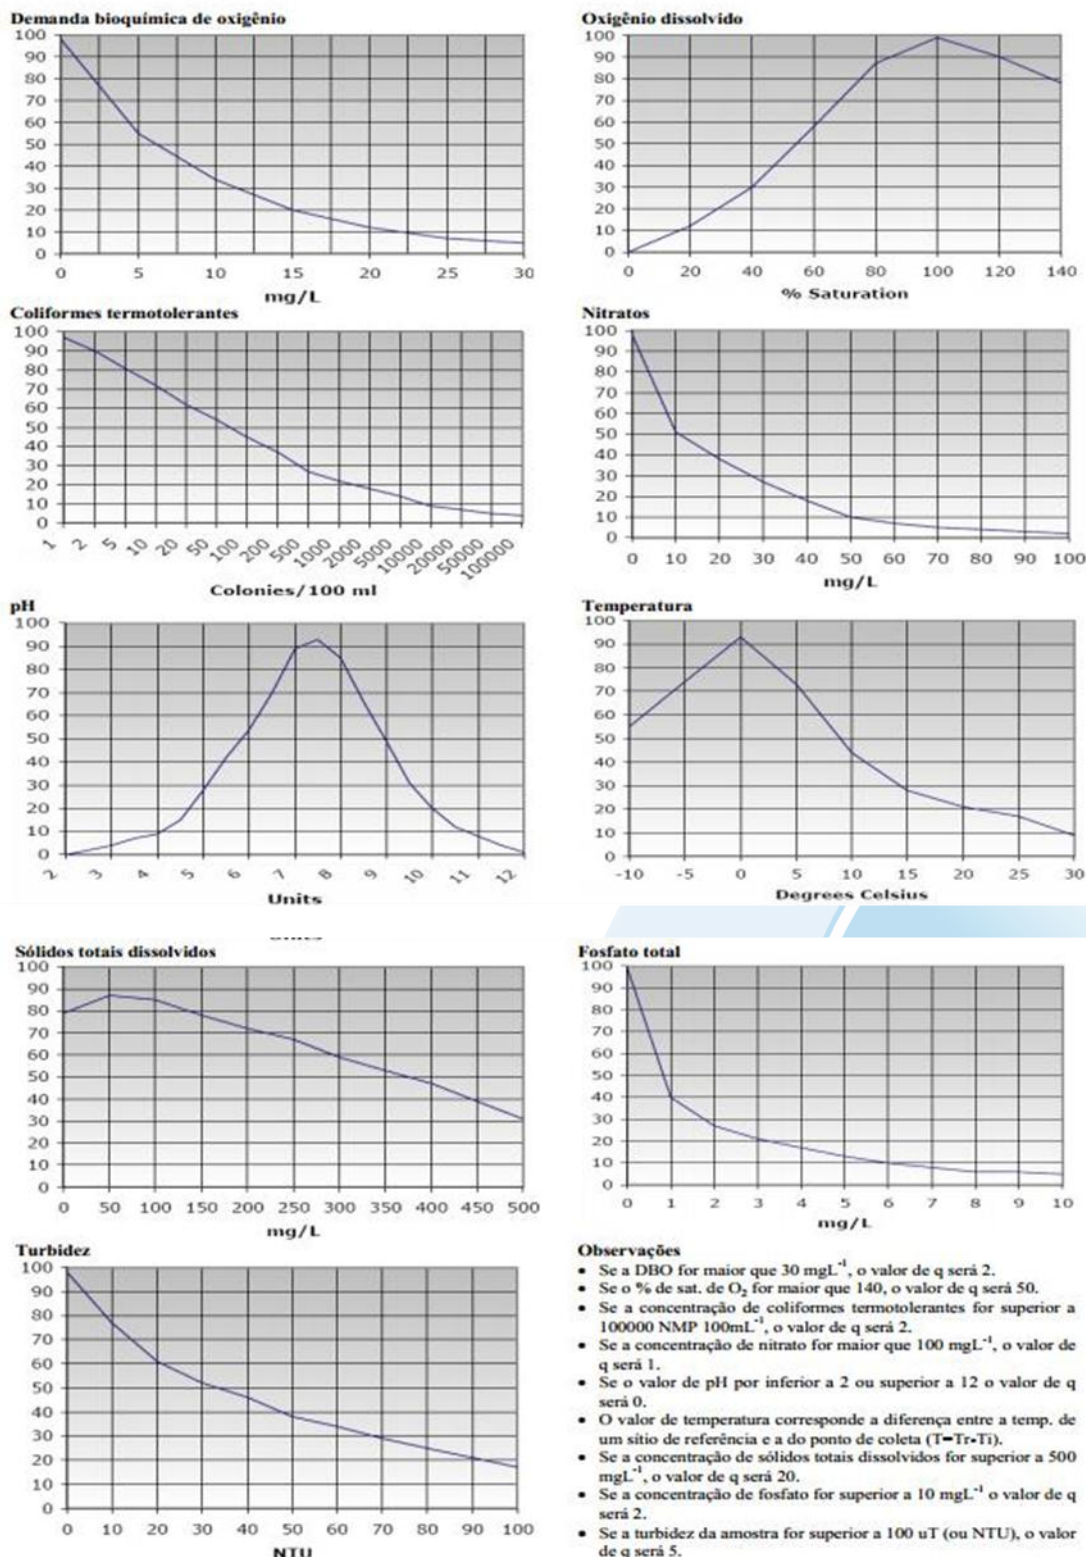 Demanda bioquímica de oxigênio
100
90
80
70
60
50
40
30
20
10
0
0 5 10 15 20 25 30
mg/L
Oxigênio dissolvido
100
90
80
70
60
50
40
30
20
10
0
0 20 40 60 80 100 120 140
% Saturation
Coliformes termotolerantes
100
90
80
70
60
50
40
30
20
10
0
1 2 5 10 20 50 100 200 500 1000 2000 5000 10000 20000 50000 100000
Colonies/100 ml
Nitratos
100
90
80
70
60
50
40
30
20
10
0
0 10 20 30 40 50 60 70 80 90 100
mg/L
pH
100
90
80
70
60
50
40
30
20
10
0
2 3 4 5 6 7 8 9 10 11 12
Units
Temperatura
100
90
80
70
60
50
40
30
20
10
0
-10 -5 0 5 10 15 20 25 30
Degrees Celsius
Sólidos totais dissolvidos
100
90
80
70
60
50
40
30
20
10
0
0 50 100 150 200 250 300 350 400 450 500
mg/L
Fosfato total
100
90
80
70
60
50
40
30
20
10
0
0 1 2 3 4 5 6 7 8 9 10
mg/L
Turbidez
100
90
80
70
60
50
40
30
20
10
0
0 10 20 30 40 50 60 70 80 90 100
NTU
Observações
• Se a DBO for maior que 30 mgL⁻¹, o valor de q será 2.
• Se o % de sat. de O₂ for maior que 140, o valor de q será 50.
• Se a concentração de coliformes termotolerantes for superior a
100000 NMP 100mL⁻¹, o valor de q será 2.
• Se a concentração de nitrato for maior que 100 mgL⁻¹, o valor de
q será 1.
• Se o valor de pH por inferior a 2 ou superior a 12 o valor de q
será 0.
• O valor de temperatura corresponde a diferença entre a temp. de
um sítio de referência e a do ponto de coleta (T=Tr-Ti).
• Se a concentração de sólidos totais dissolvidos for superior a 500
mgL⁻¹, o valor de q será 20.
• Se a concentração de fosfato for superior a 10 mgL⁻¹ o valor de q
será 2.
• Se a turbidez da amostra for superior a 100 uT (ou NTU), o valor
de q será 5.